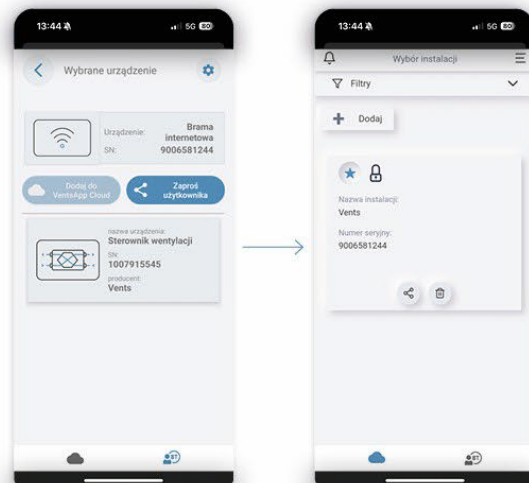 13:44
5G 80
Wybrane urządzenie
Urządzenie: Brama internetowa
SN: 9006581244
Dodaj do VentsApp Cloud
Zaproś użytkownika
nazwa urządzenia:
Sterownik wentylacji
SN:
1007915545
producent:
Vents
BT
13:44
5G 80
Wybór instalacji
Filtry
Dodaj
Nazwa instalacji:
Vents
Numer seryjny:
9006581244
BT